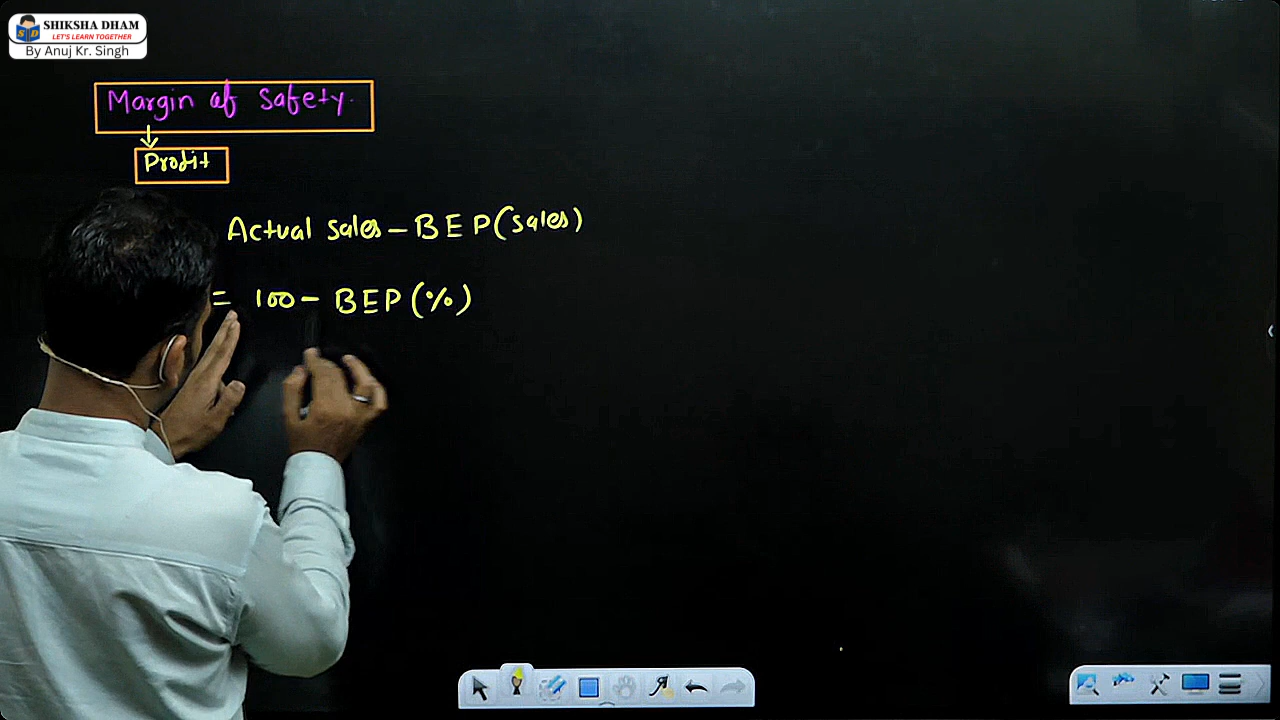 SHIKSHA DHAM
LET'S LEARN TOGETHER
By Anuj Kr. Singh
Margin of Safety.
Profit
Actual sales - BEP (sales)
= 100 - BEP (%)